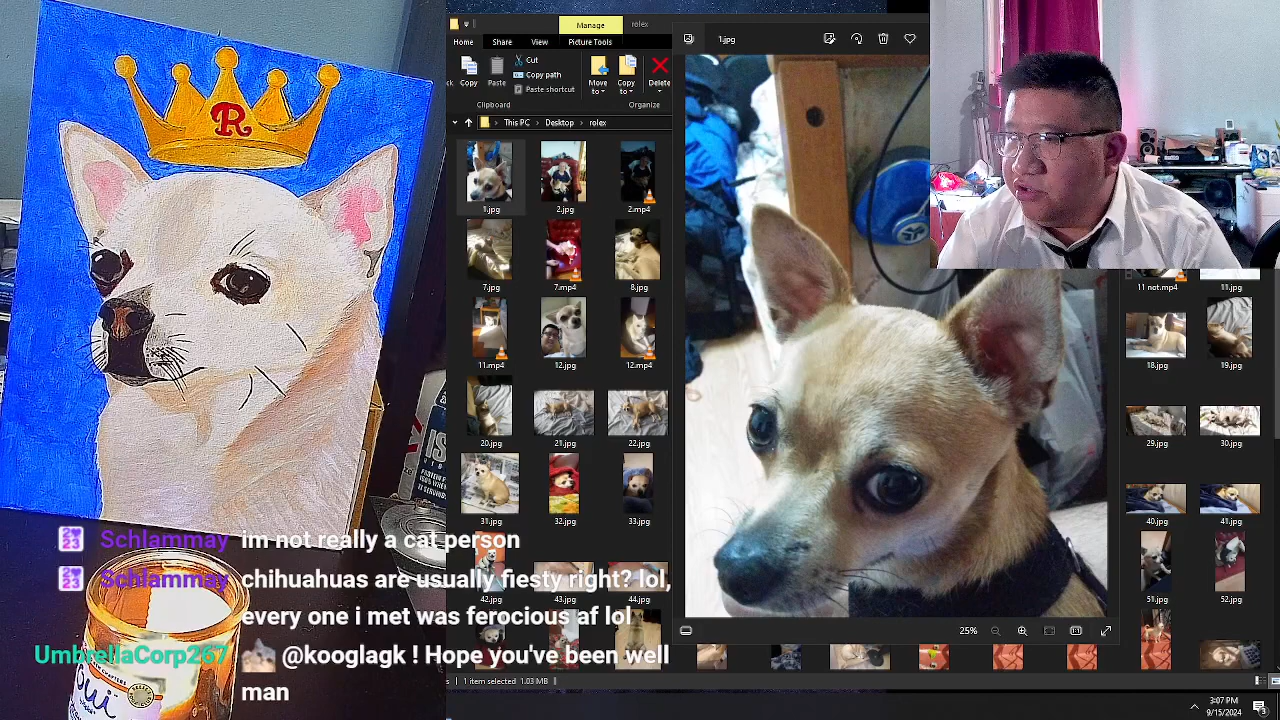 R
Manage
rolex
Home
Share
View
Picture Tools
Copy
Paste
Cut
Copy path
Paste shortcut
Move to
Copy to
Delete
Clipboard
Organize
This PC
Desktop
rolex
1.jpg
2.jpg
2.mp4
7.jpg
7.mp4
8.jpg
11.mp4
12.jpg
12.mp4
20.jpg
21.jpg
22.jpg
31.jpg
32.jpg
33.jpg
42.jpg
43.jpg
44.jpg
1.jpg
25%
11 not.mp4
11.jpg
18.jpg
19.jpg
29.jpg
30.jpg
40.jpg
41.jpg
51.jpg
52.jpg
1 item selected
1.03 MB
3:07 PM
9/15/2024
3
Schlammay im not really a cat person
Schlammay chihuahuas are usually fiesty right? lol,
every one i met was ferocious af lol
UmbrellaCorp267 @kooglagk ! Hope you've been well
man
oui